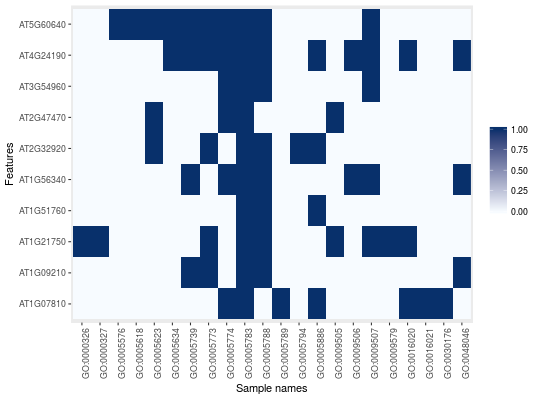 Features
AT5G60640
AT4G24190
AT3G54960
AT2G47470
AT2G32920
AT1G56340
AT1G51760
AT1G21750
AT1G09210
AT1G07810
GO:0000326
GO:0000327
GO:0005576
GO:0005618
GO:0005623
GO:0005634
GO:0005739
GO:0005773
GO:0005774
GO:0005783
GO:0005788
GO:0005789
GO:0005794
GO:0005886
GO:0009505
GO:0009506
GO:0009507
GO:0009579
GO:0016020
GO:0016021
GO:0030176
GO:0048046
Sample names
1.00
0.75
0.50
0.25
0.00